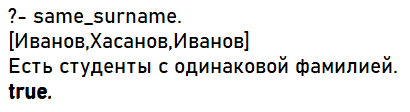 ?- same_surname.
[Иванов,Хасанов,Иванов]
Есть студенты с одинаковой фамилией.
true.